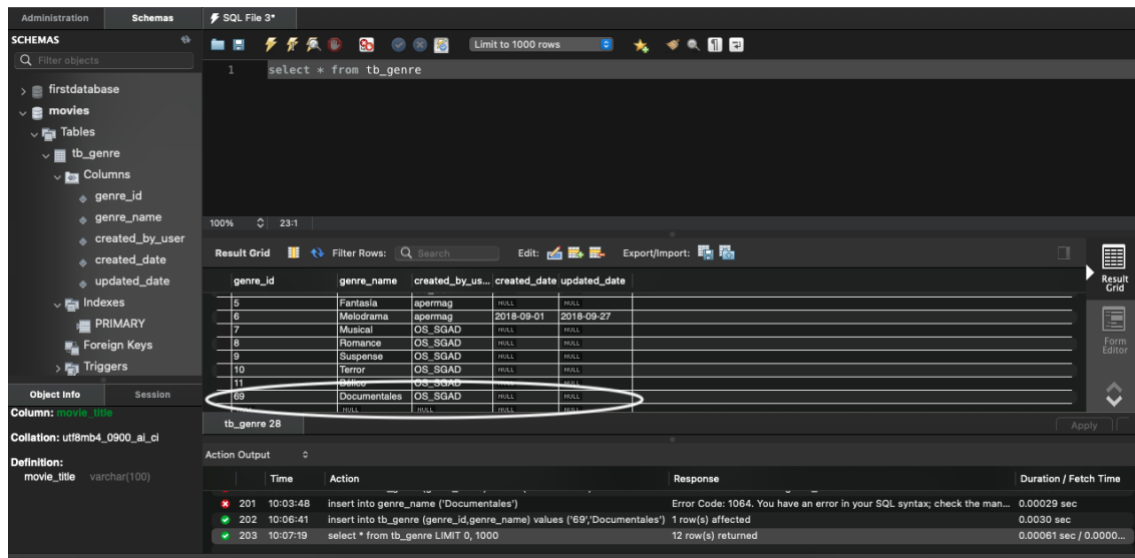 Administration Schemas SQL File 3*
SCHEMAS
Limit to 1000 rows
Filter objects
1 select * from tb_genre
firstdatabase
movies
Tables
tb_genre
Columns
genre_id
genre_name
created_by_user
created_date
updated_date
Indexes
PRIMARY
Foreign Keys
Triggers
100% 23:1
Result Grid Filter Rows: Search Edit: Export/Import:
genre_id genre_name created_by_us... created_date updated_date
5 Fantasía apermag NULL NULL
6 Melodrama apermag 2018-09-01 2018-09-27
7 Musical OS_SGAD NULL NULL
8 Romance OS_SGAD NULL NULL
9 Suspense OS_SGAD NULL NULL
10 Terror OS_SGAD NULL NULL
11 Bélico OS_SGAD NULL NULL
69 Documentales OS_SGAD NULL NULL
NULL NULL NULL NULL
Result
Grid
Form
Editor
Object Info Session
Column: movie_title
Collation: utf8mb4_0900_ai_ci
Definition:
movie_title varchar(100)
tb_genre 28 Apply
Action Output
Time Action Response Duration / Fetch Time
201 10:03:48 insert into genre_name ('Documentales') Error Code: 1064. You have an error in your SQL syntax; check the man... 0.00029 sec
202 10:06:41 insert into tb_genre (genre_id,genre_name) values ('69','Documentales') 1 row(s) affected 0.0030 sec
203 10:07:19 select * from tb_genre LIMIT 0, 1000 12 row(s) returned 0.00061 sec / 0.0000...